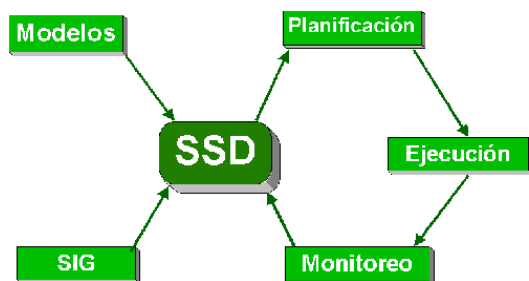 Modelos
Planificación
SSD
Ejecución
SIG
Monitoreo